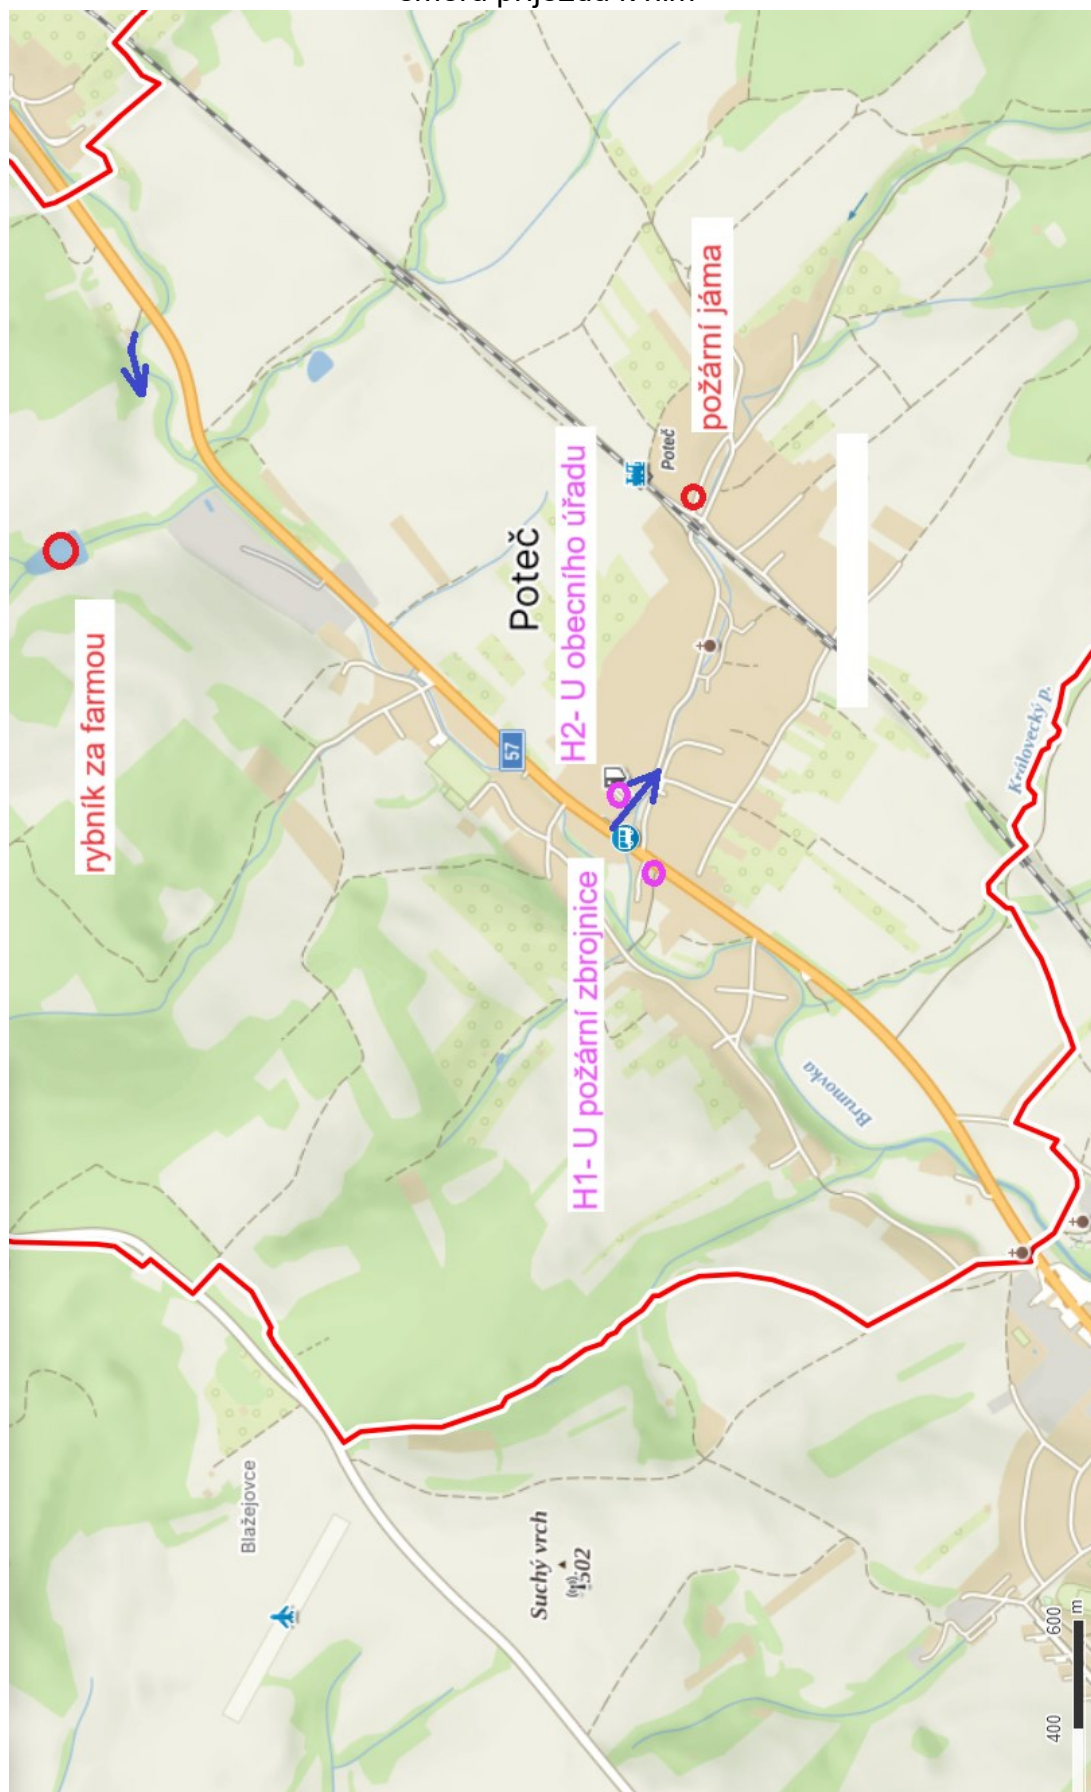 směru příjezdu k nim
rybník za farmou
požární jáma
Poteč
Poteč
H2- U obecního úřadu
57
H1- U požární zbrojnice
Královecký p.
Brumovka
Blažejovce
Suchý vrch
502
400
600
m